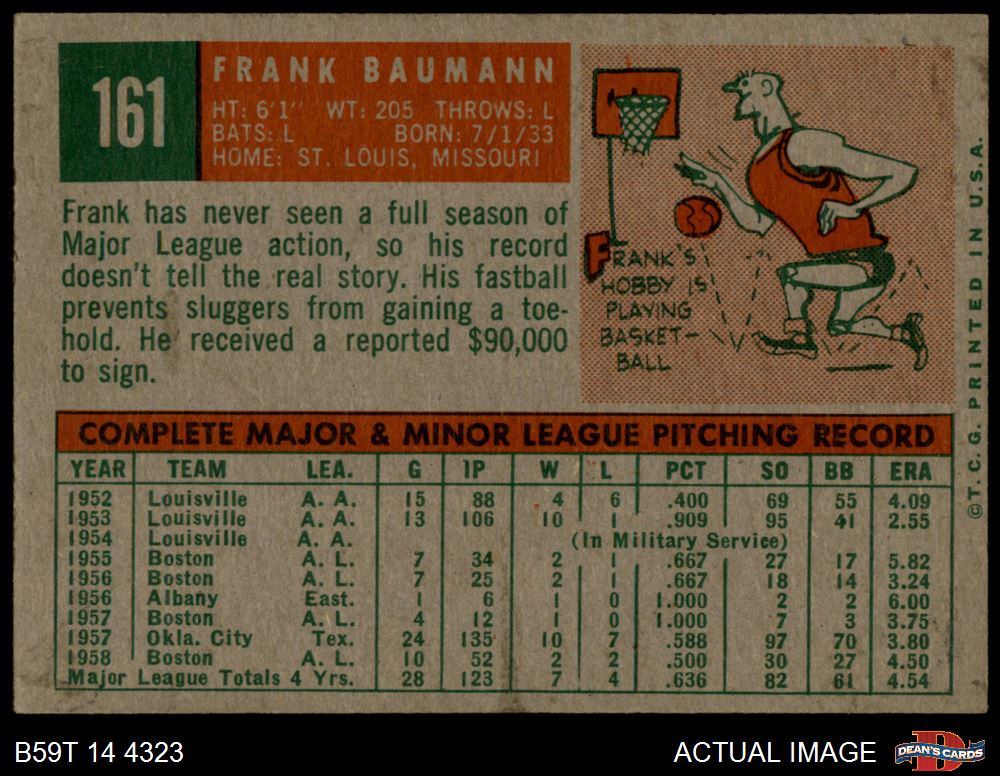 161
FRANK BAUMANN
HT: 6'1" WT: 205 THROWS: L
BATS: L BORN: 7/1/33
HOME: ST. LOUIS, MISSOURI
Frank has never seen a full season of
Major League action, so his record
doesn't tell the real story. His fastball
prevents sluggers from gaining a toe-
hold. He received a reported $90,000
to sign.
FRANK'S
HOBBY IS
PLAYING
BASKET-
BALL
©T. C. G. PRINTED IN U. S. A.
COMPLETE MAJOR & MINOR LEAGUE PITCHING RECORD
YEAR TEAM LEA. G IP W L PCT SO BB ERA
1952 Louisville A. A. 15 88 4 6 .400 69 55 4.09
1953 Louisville A. A. 13 106 10 1 .909 95 41 2.55
1954 Louisville A. A. (In Military Service)
1955 Boston A. L. 7 34 2 1 .667 27 17 5.82
1956 Boston A. L. 7 25 2 1 .667 18 14 3.24
1956 Albany East. 1 6 1 0 1.000 2 2 6.00
1957 Boston A. L. 4 12 1 0 1.000 7 3 3.75
1957 Okla. City Tex. 24 135 10 7 .588 97 70 3.80
1958 Boston A. L. 10 52 2 2 .500 30 27 4.50
Major League Totals 4 Yrs. 28 123 7 4 .636 82 61 4.54
B59T 14 4323
ACTUAL IMAGE
D
DEAN'S CARDS